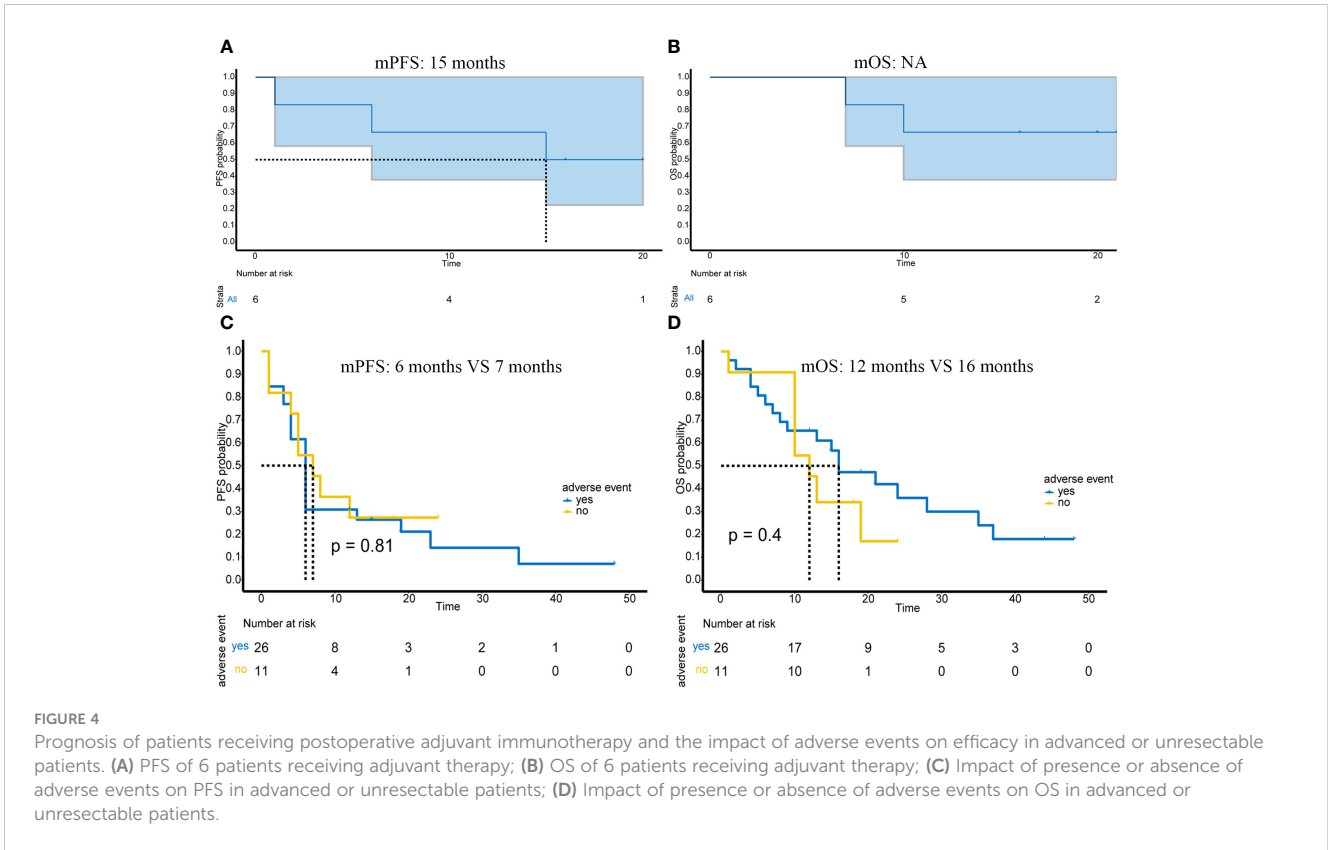 A
mPFS: 15 months
1.0
0.9
0.8
0.7
0.6
0.5
0.4
0.3
0.2
0.1
0.0
PFS probability
0 10 20
Time
Number at risk
Strata
All 6 4 1
B
mOS: NA
1.0
0.9
0.8
0.7
0.6
0.5
0.4
0.3
0.2
0.1
0.0
OS probability
0 10 20
Time
Number at risk
Strata
All 6 5 2
C
mPFS: 6 months VS 7 months
1.0
0.9
0.8
0.7
0.6
0.5
0.4
0.3
0.2
0.1
0.0
PFS probability
adverse event
yes
no
p = 0.81
0 10 20 30 40 50
Time
Number at risk
adverse event
yes 26 8 3 2 1 0
no 11 4 1 0 0 0
D
mOS: 12 months VS 16 months
1.0
0.9
0.8
0.7
0.6
0.5
0.4
0.3
0.2
0.1
0.0
OS probability
adverse event
yes
no
p = 0.4
0 10 20 30 40 50
Time
Number at risk
adverse event
yes 26 17 9 5 3 0
no 11 10 1 0 0 0
FIGURE 4
Prognosis of patients receiving postoperative adjuvant immunotherapy and the impact of adverse events on efficacy in advanced or unresectable
patients. (A) PFS of 6 patients receiving adjuvant therapy; (B) OS of 6 patients receiving adjuvant therapy; (C) Impact of presence or absence of
adverse events on PFS in advanced or unresectable patients; (D) Impact of presence or absence of adverse events on OS in advanced or
unresectable patients.